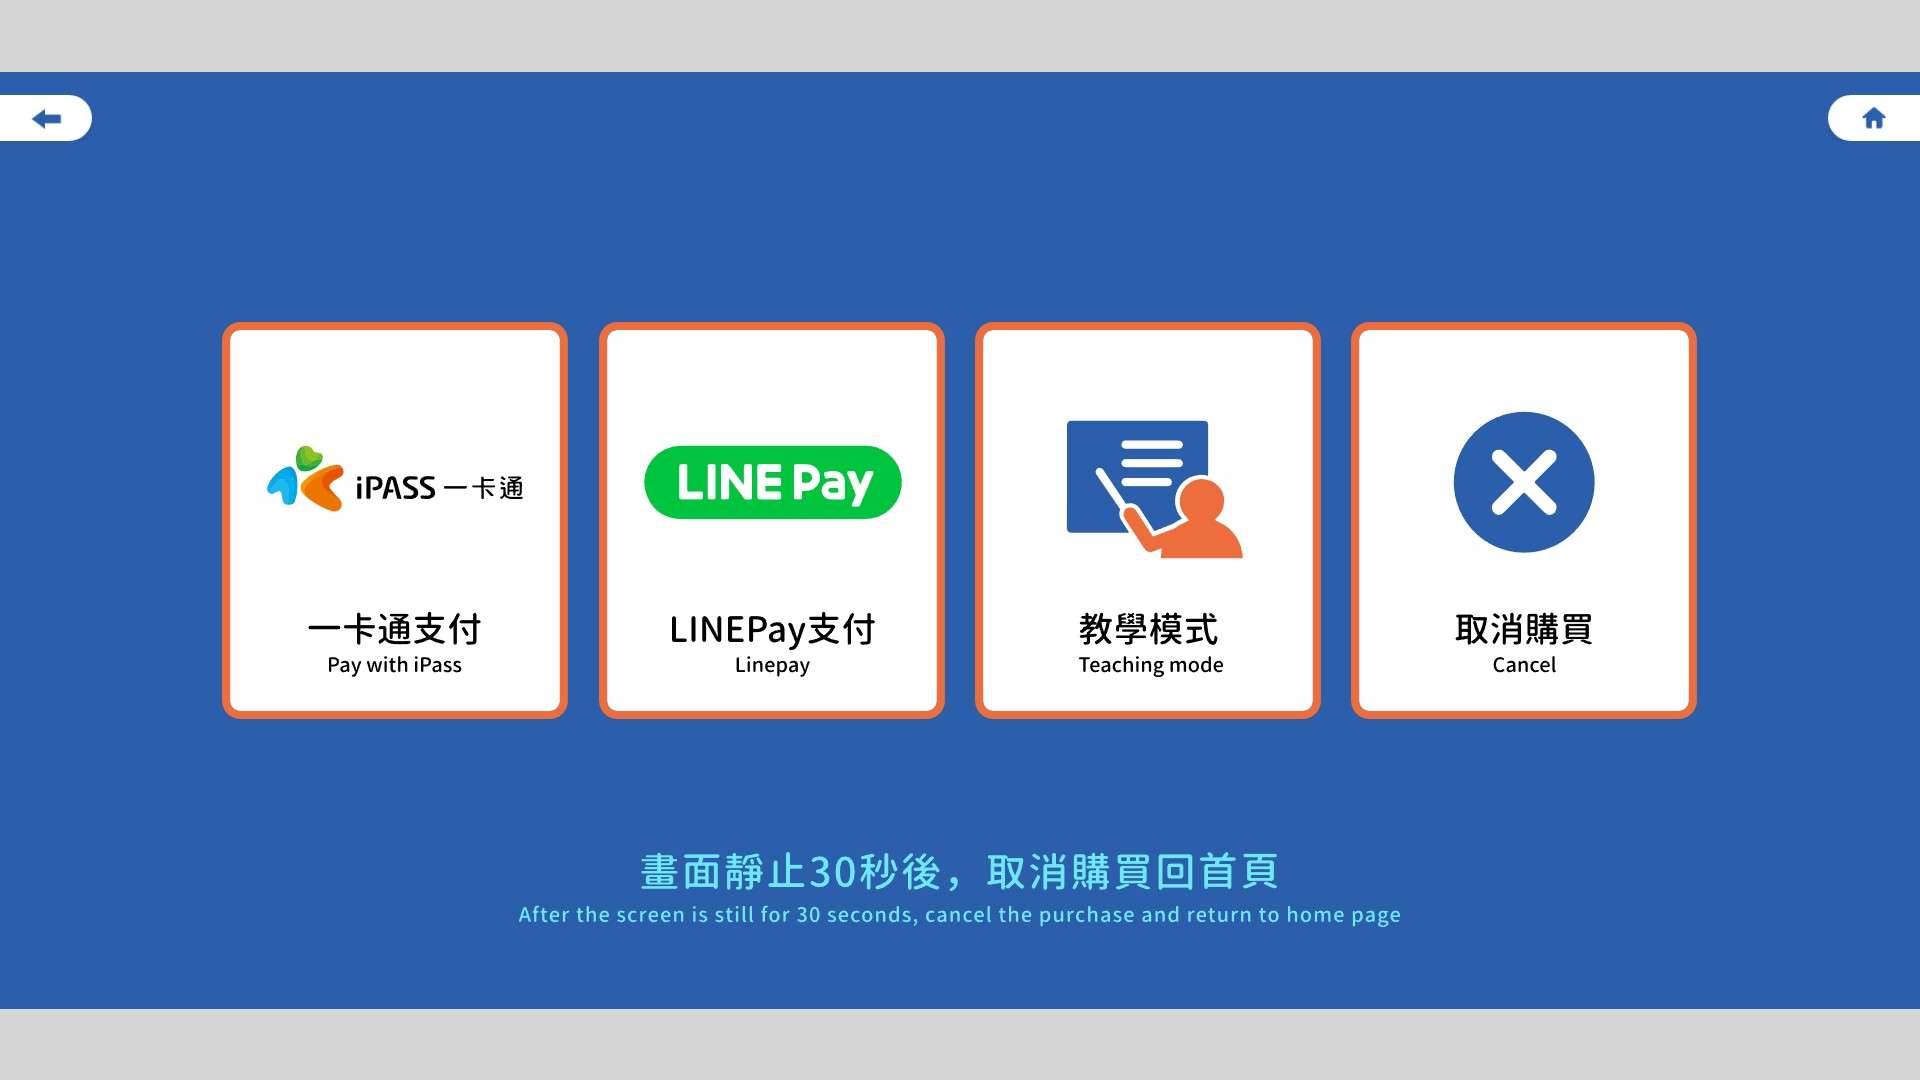 iPASS 一卡通
一卡通支付
Pay with iPass
LINE Pay
LINEPay支付
Linepay
教學模式
Teaching mode
取消購買
Cancel
畫面靜止30秒後，取消購買回首頁
After the screen is still for 30 seconds, cancel the purchase and return to home page